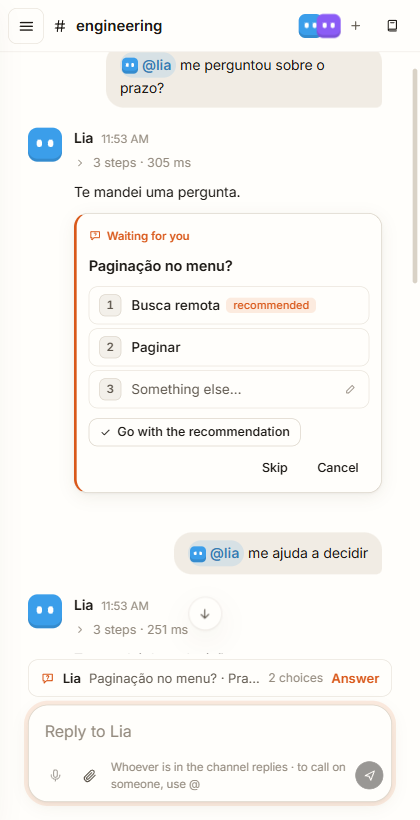 # engineering
@lia me perguntou sobre o
prazo?
Lia 11:53 AM
3 steps · 305 ms
Te mandei uma pergunta.
Waiting for you
Paginação no menu?
1 Busca remota recommended
2 Paginar
3 Something else...
Go with the recommendation
Skip Cancel
@lia me ajuda a decidir
Lia 11:53 AM
3 steps · 251 ms
Lia Paginação no menu? · Pra... 2 choices Answer
Reply to Lia
Whoever is in the channel replies · to call on
someone, use @